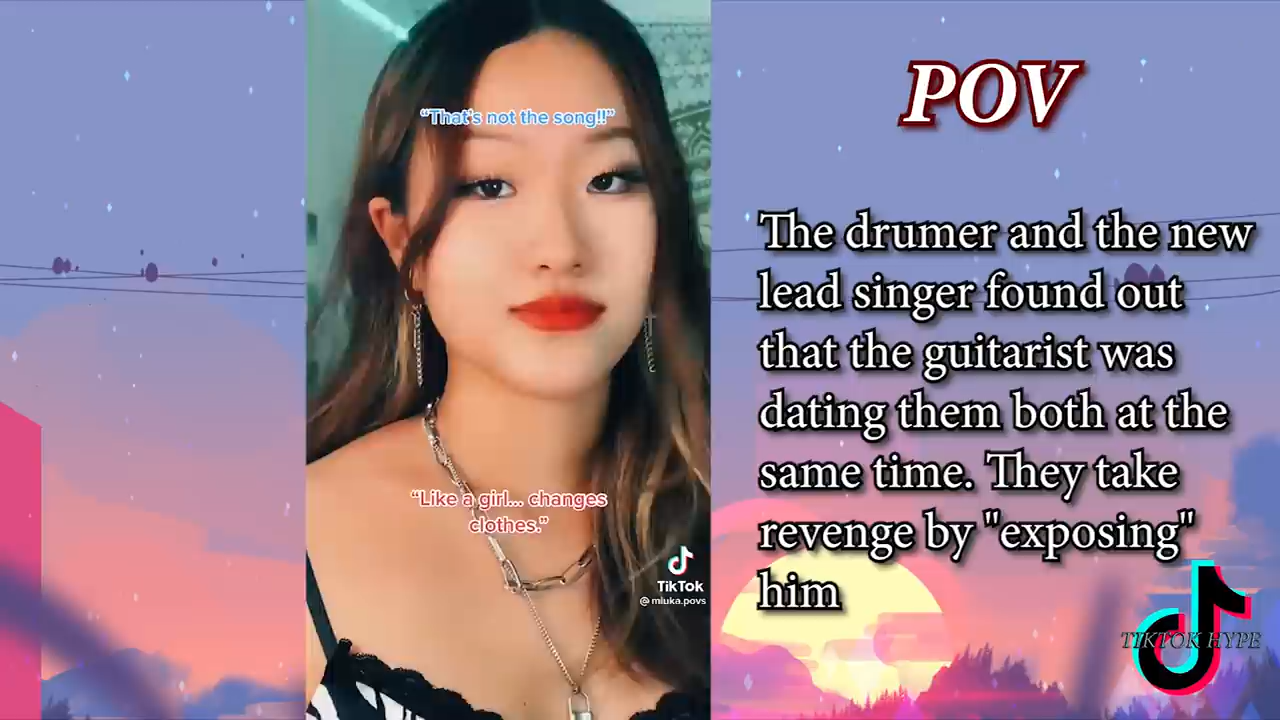 "That's not the song!!"
"Like a girl... changes
clothes."
TikTok
@miuka.povs
POV
The drumer and the new
lead singer found out
that the guitarist was
dating them both at the
same time. They take
revenge by "exposing"
him
TIKTOK HYPE